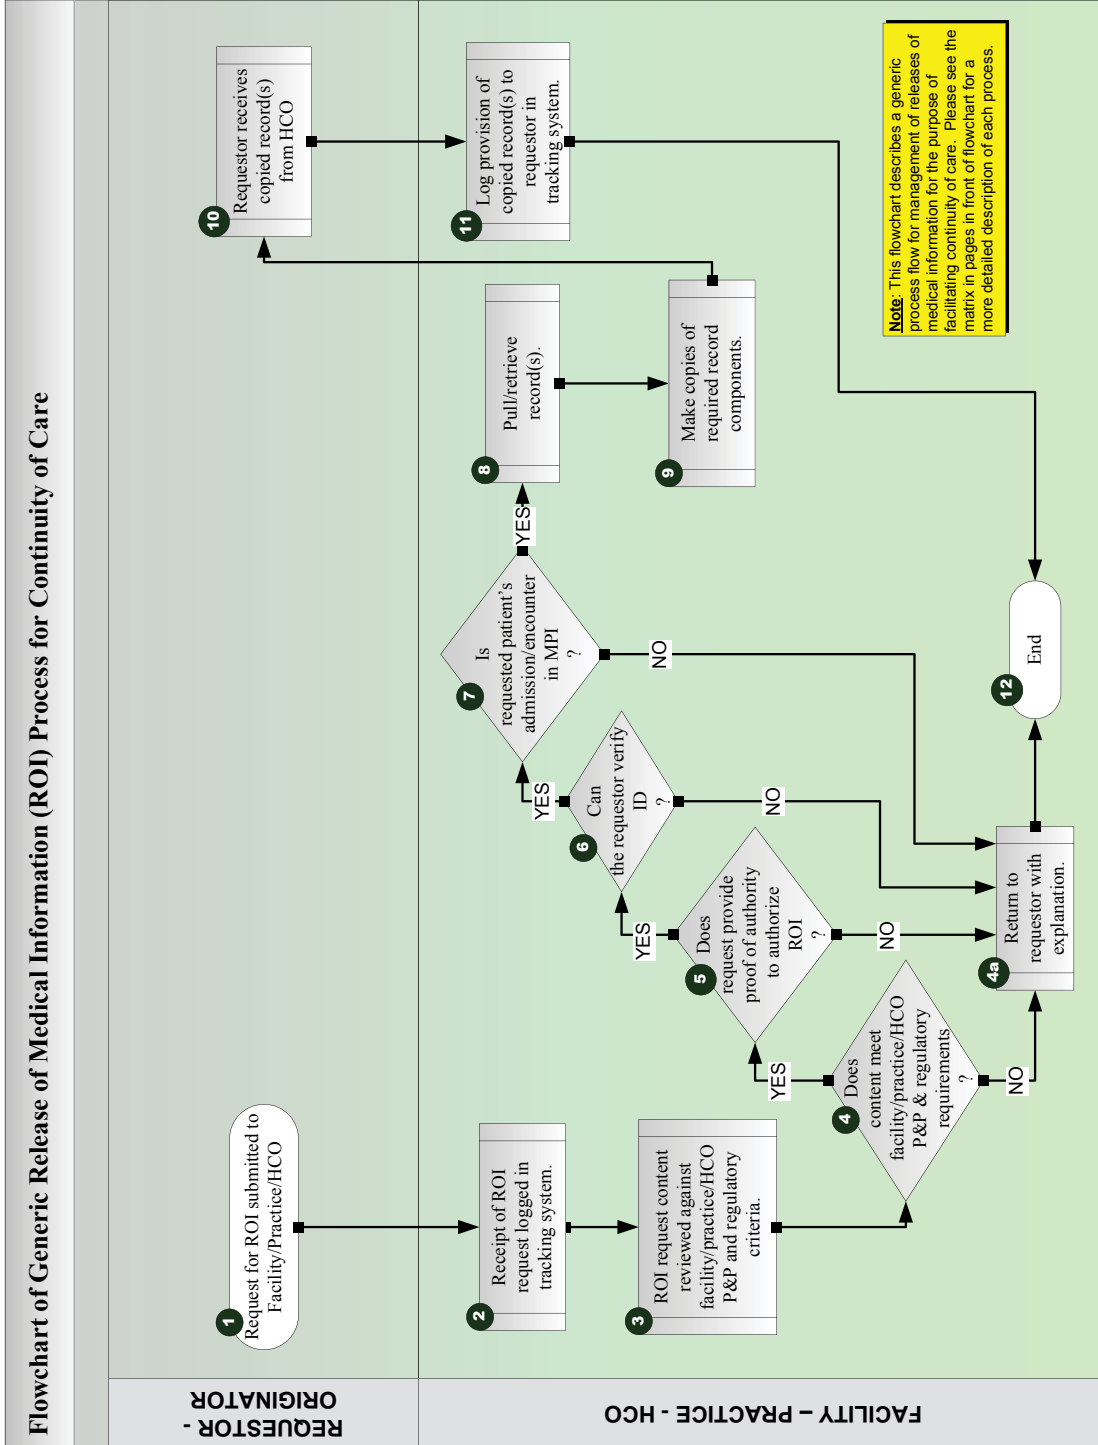 Flowchart of Generic Release of Medical Information (ROI) Process for Continuity of Care
REQUESTOR -
ORIGINATOR
1
Request for ROI submitted to
Facility/Practice/HCO
10
Requestor receives
copied record(s)
from HCO
FACILITY – PRACTICE - HCO
2
Receipt of ROI
request logged in
tracking system.
3
ROI request content
reviewed against
facility/practice/HCO
P&P and regulatory
criteria.
4
Does
content meet
facility/practice/HCO
P&P & regulatory
requirements
?
YES
NO
4a
Return to
requestor with
explanation.
5
Does
request provide
proof of authority
to authorize
ROI
?
YES
NO
6
Can
the requestor verify
ID
?
YES
NO
7
Is
requested patient's
admission/encounter
in MPI
?
YES
NO
8
Pull/retrieve
record(s).
9
Make copies of
required record
components.
11
Log provision of
copied record(s) to
requestor in
tracking system.
12
End
Note: This flowchart describes a generic
process flow for management of releases of
medical information for the purpose of
facilitating continuity of care. Please see the
matrix in pages in front of flowchart for a
more detailed description of each process.